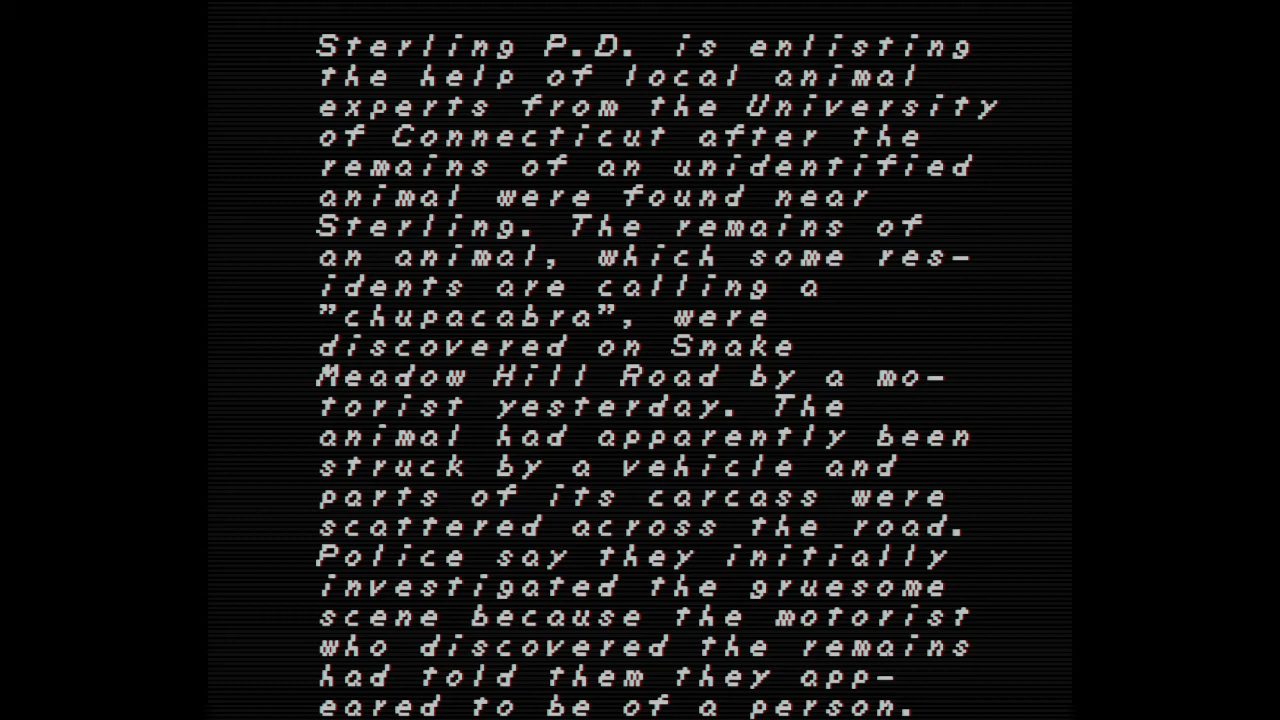 Sterling P.D. is enlisting
the help of local animal
experts from the University
of Connecticut after the
remains of an unidentified
animal were found near
Sterling. The remains of
an animal, which some res-
idents are calling a
"chupacabra", were
discovered on Snake
Meadow Hill Road by a mo-
torist yesterday. The
animal had apparently been
struck by a vehicle and
parts of its carcass were
scattered across the road.
Police say they initially
investigated the gruesome
scene because the motorist
who discovered the remains
had told them they app-
eared to be of a person.